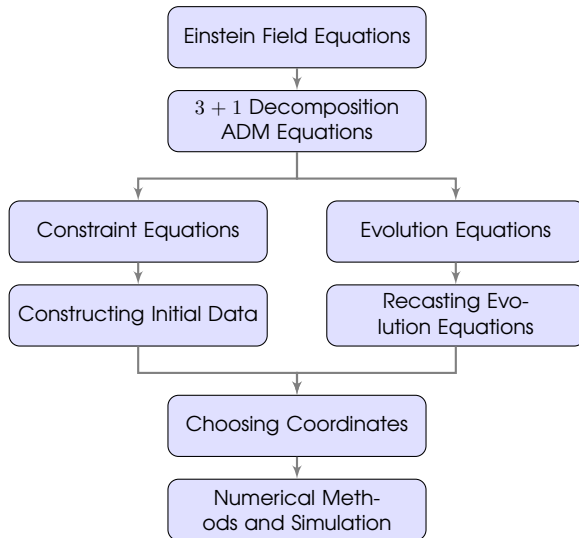 Einstein Field Equations
3 + 1 Decomposition
ADM Equations
Constraint Equations
Evolution Equations
Constructing Initial Data
Recasting Evo-
lution Equations
Choosing Coordinates
Numerical Meth-
ods and Simulation